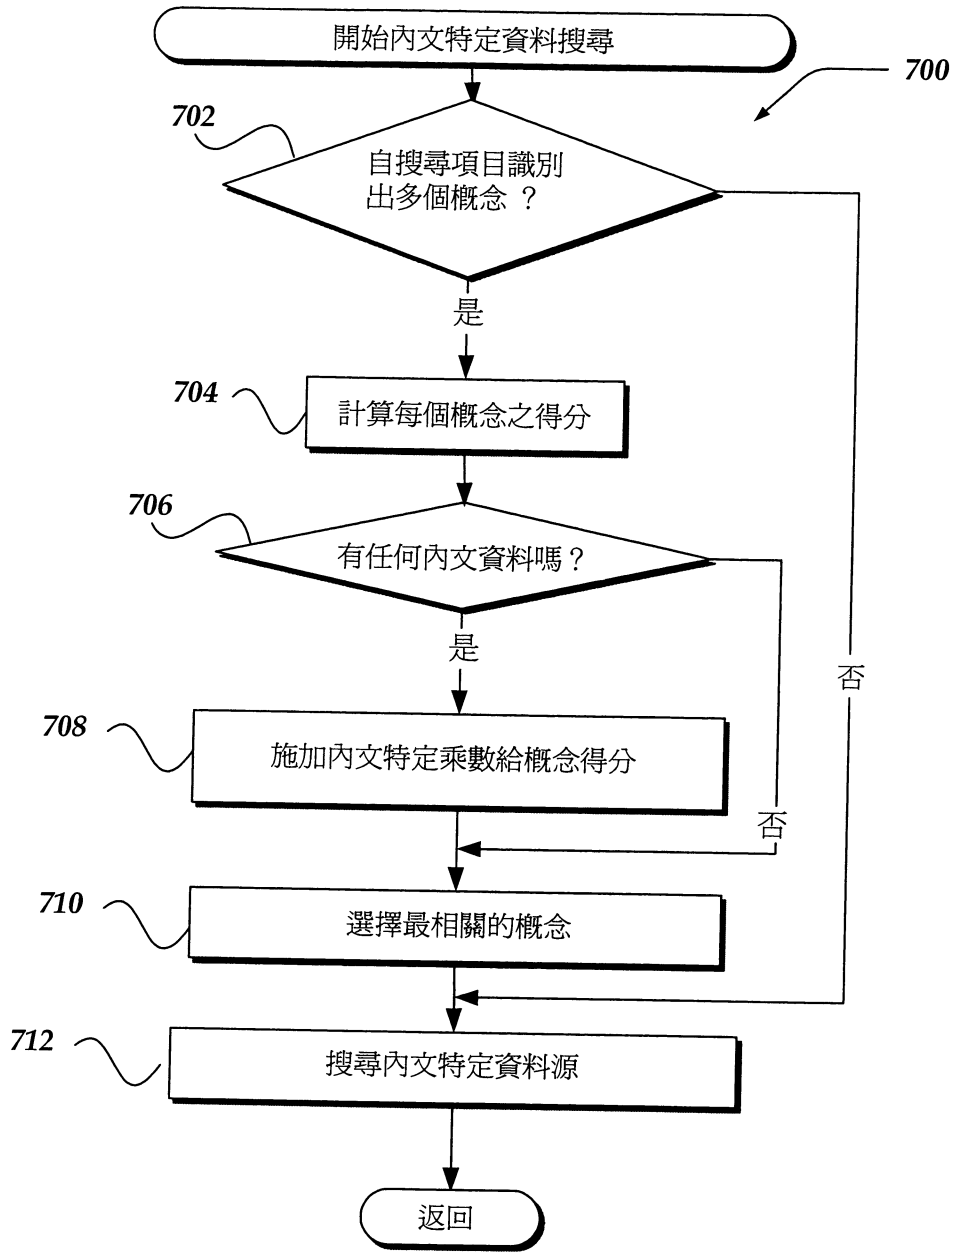 開始內文特定資料搜尋
700
702
自搜尋項目識別
出多個概念 ?
是
704
計算每個概念之得分
706
有任何內文資料嗎?
是
否
708
施加內文特定乘數給概念得分
否
710
選擇最相關的概念
712
搜尋內文特定資料源
返回